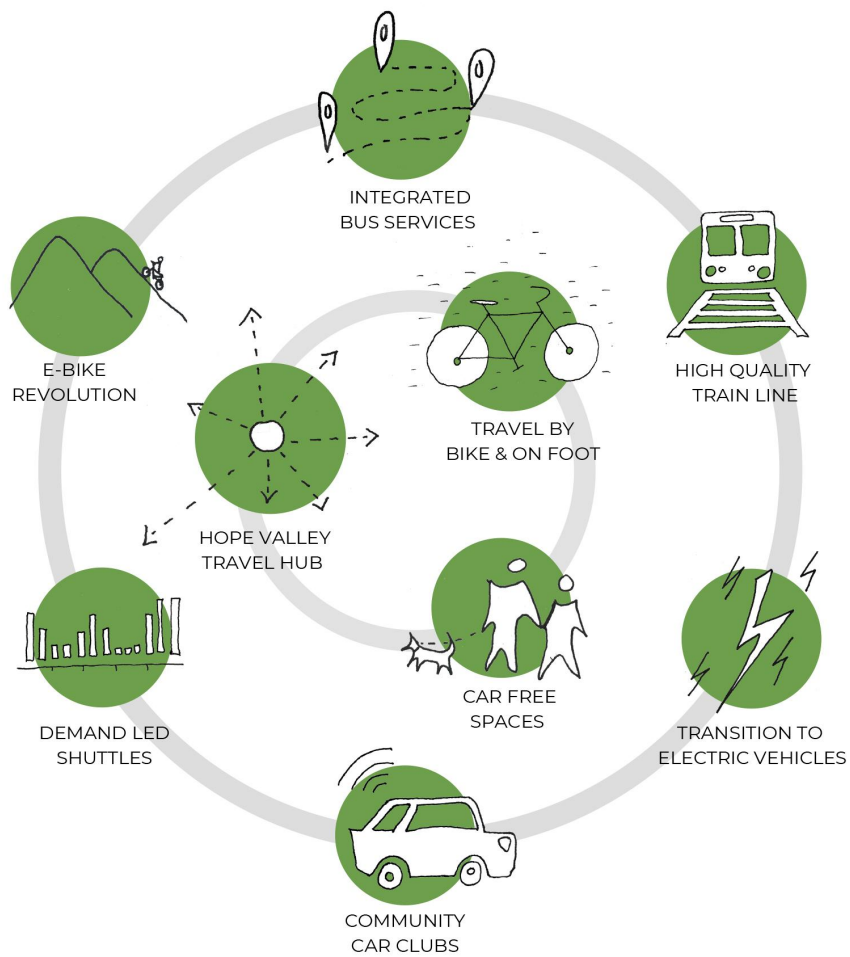 INTEGRATED
BUS SERVICES
E-BIKE
REVOLUTION
HIGH QUALITY
TRAIN LINE
TRAVEL BY
BIKE & ON FOOT
HOPE VALLEY
TRAVEL HUB
CAR FREE
SPACES
DEMAND LED
SHUTTLES
TRANSITION TO
ELECTRIC VEHICLES
COMMUNITY
CAR CLUBS